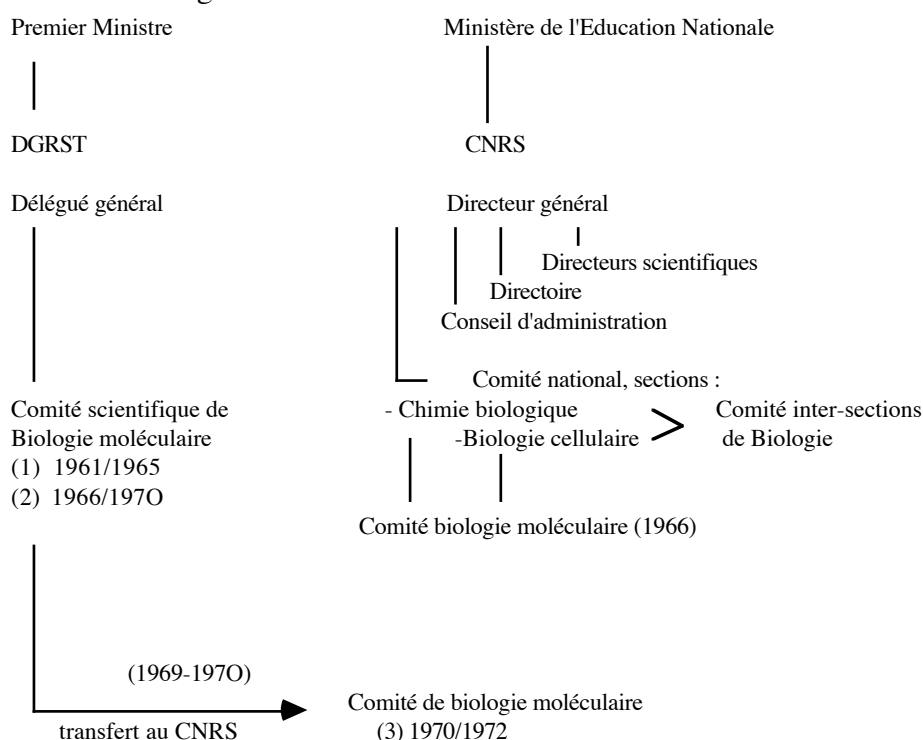 Premier Ministre
Ministère de l'Education Nationale
DGRST
CNRS
Délégué général
Directeur général
Directeurs scientifiques
Directoire
Conseil d'administration
Comité national, sections :
Comité scientifique de
Biologie moléculaire
(1) 1961/1965
(2) 1966/197O
- Chimie biologique
-Biologie cellulaire
Comité inter-sections
de Biologie
Comité biologie moléculaire (1966)
(1969-197O)
transfert au CNRS
Comité de biologie moléculaire
(3) 1970/1972